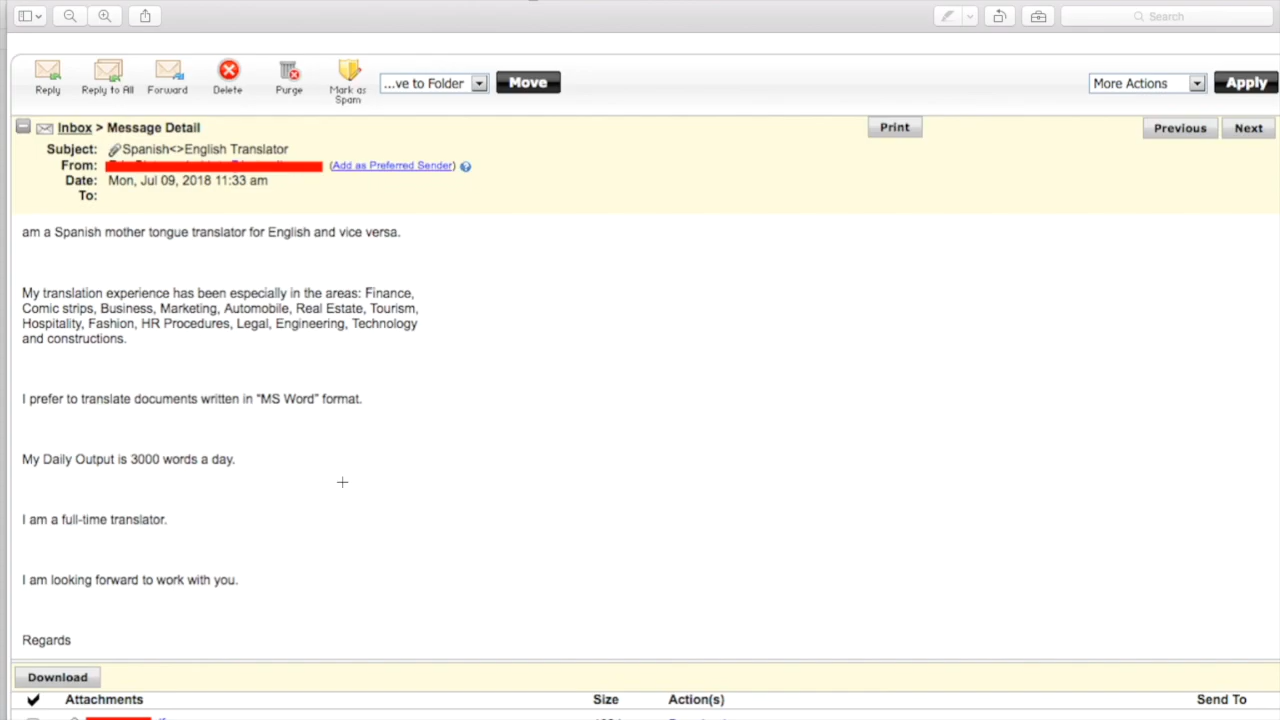 Search
Reply
Reply to All
Forward
Delete
Purge
Mark as
Spam
...ve to Folder
Move
More Actions
Apply
Inbox > Message Detail
Print
Previous
Next
Subject: Spanish<>English Translator
From: (Add as Preferred Sender)
Date: Mon, Jul 09, 2018 11:33 am
To:
am a Spanish mother tongue translator for English and vice versa.
My translation experience has been especially in the areas: Finance,
Comic strips, Business, Marketing, Automobile, Real Estate, Tourism,
Hospitality, Fashion, HR Procedures, Legal, Engineering, Technology
and constructions.
I prefer to translate documents written in "MS Word" format.
My Daily Output is 3000 words a day.
I am a full-time translator.
I am looking forward to work with you.
Regards
Download
Attachments Size Action(s) Send To